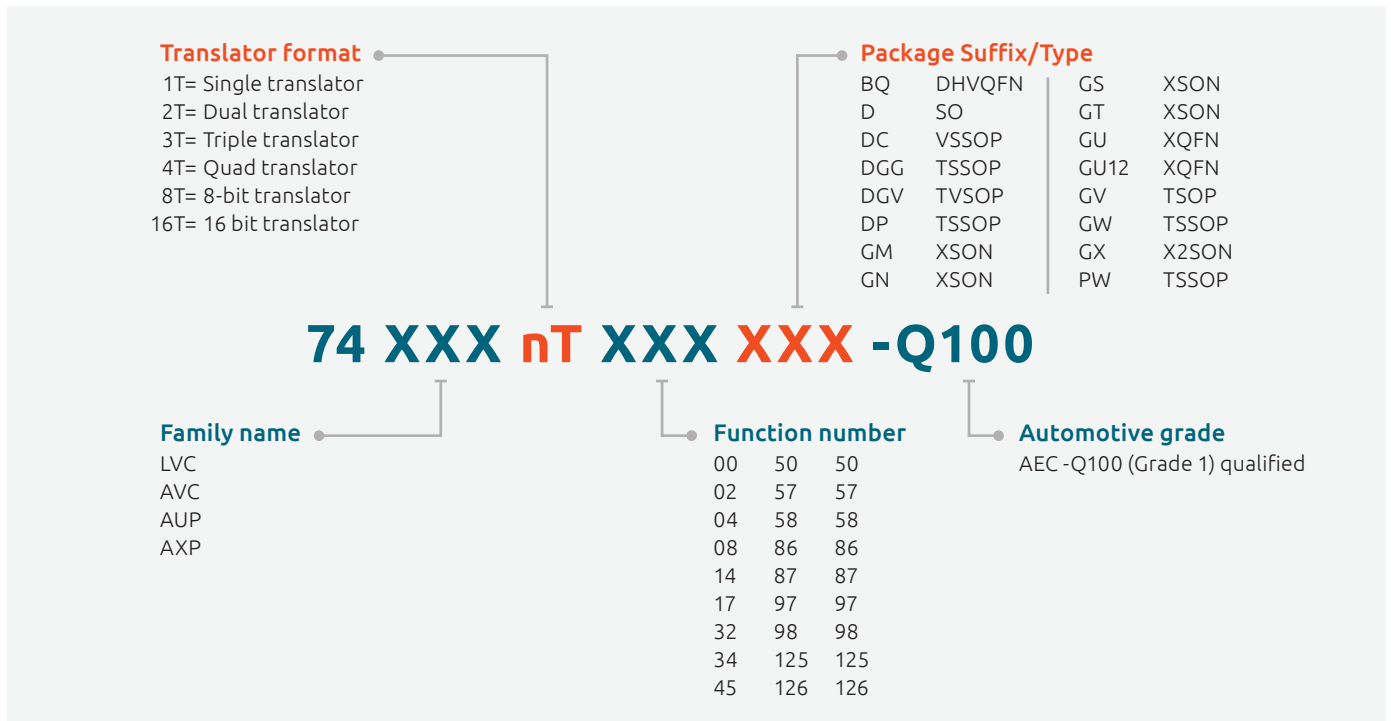 Translator format
1T= Single translator
2T= Dual translator
3T= Triple translator
4T= Quad translator
8T= 8-bit translator
16T= 16 bit translator
Package Suffix/Type
BQ DHVQFN GS XSON
D SO GT XSON
DC VSSOP GU XQFN
DGG TSSOP GU12 XQFN
DGV TVSOP GV TSOP
DP TSSOP GW TSSOP
GM XSON GX X2SON
GN XSON PW TSSOP
74 XXX nT XXX XXX -Q100
Family name
LVC
AVC
AUP
AXP
Function number
00 50 50
02 57 57
04 58 58
08 86 86
14 87 87
17 97 97
32 98 98
34 125 125
45 126 126
Automotive grade
AEC -Q100 (Grade 1) qualified